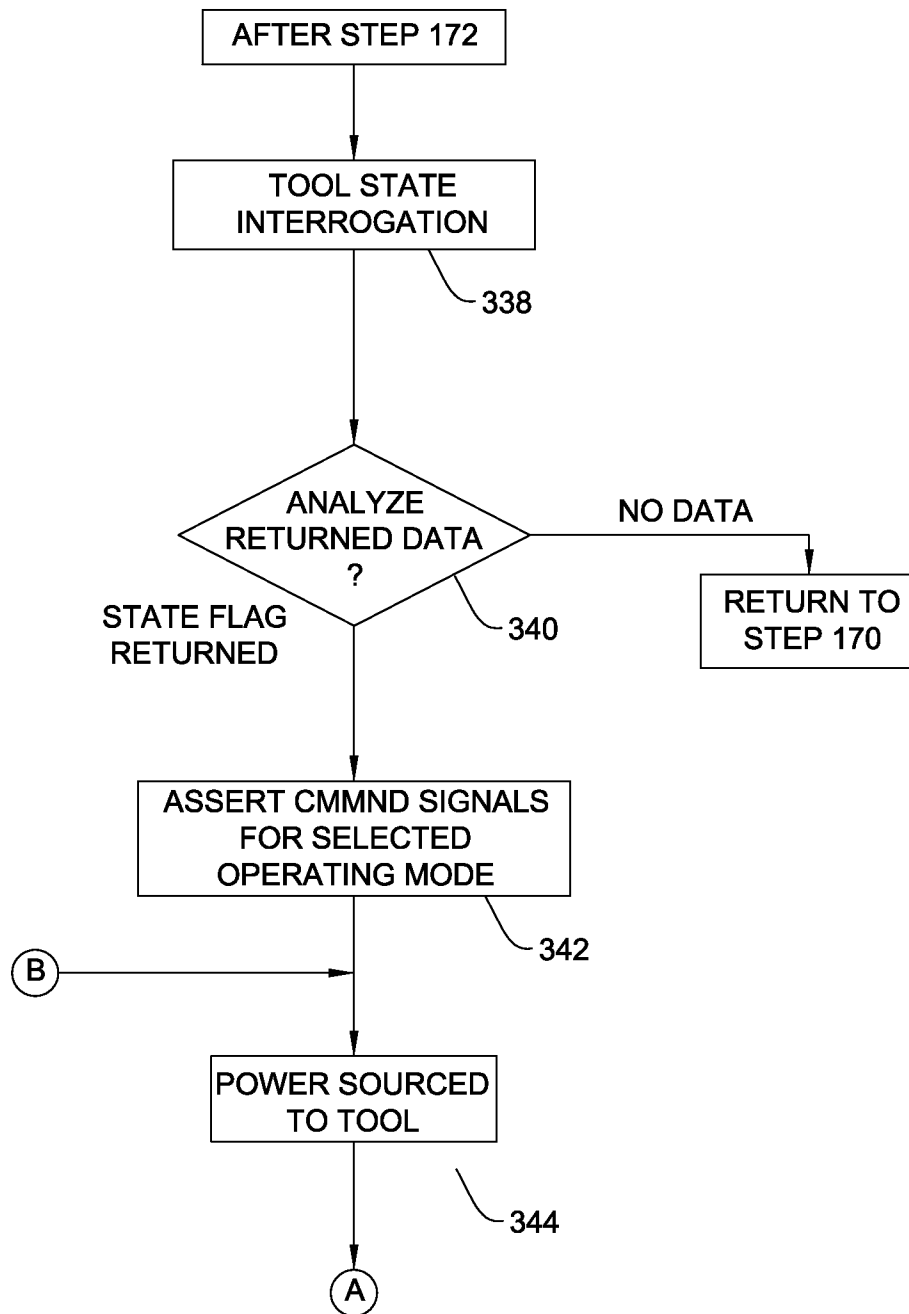 AFTER STEP 172
TOOL STATE
INTERROGATION
338
ANALYZE
RETURNED DATA
?
340
NO DATA
RETURN TO
STEP 170
STATE FLAG
RETURNED
ASSERT CMMND SIGNALS
FOR SELECTED
OPERATING MODE
342
B
POWER SOURCED
TO TOOL
344
A